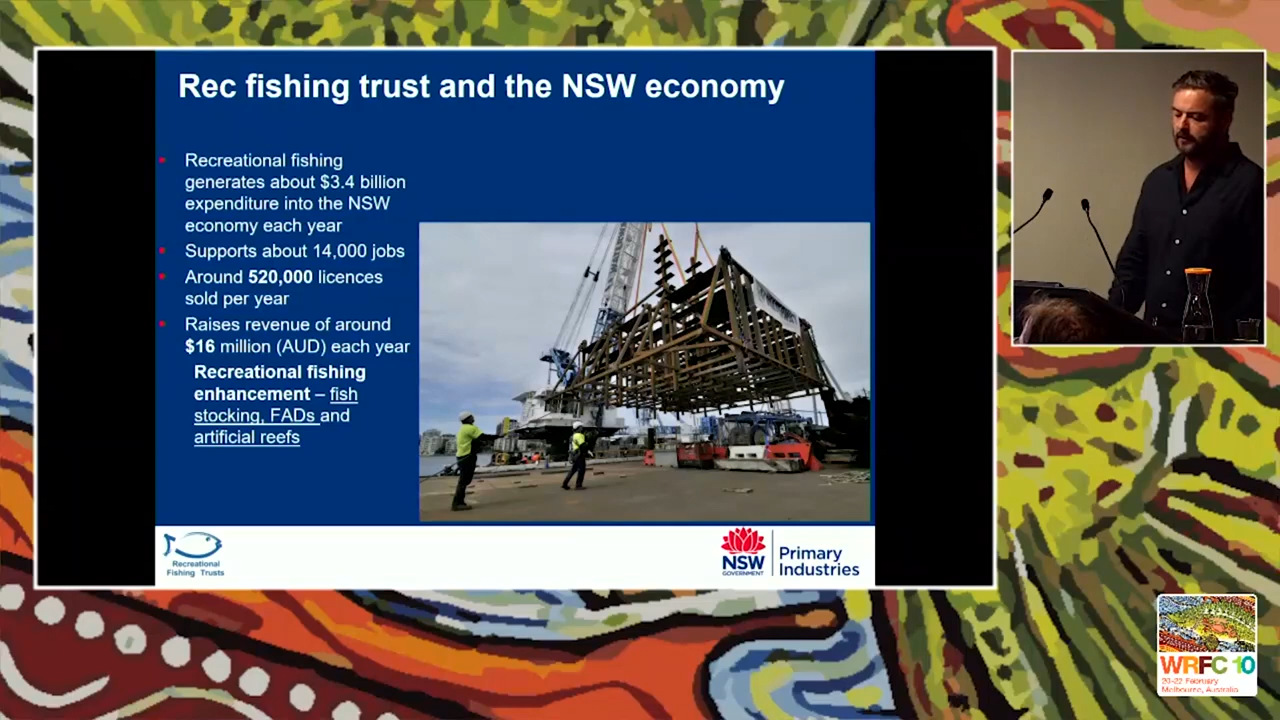 Rec fishing trust and the NSW economy
Recreational fishing
generates about $3.4 billion
expenditure into the NSW
economy each year
Supports about 14,000 jobs
Around 520,000 licences
sold per year
Raises revenue of around
$16 million (AUD) each year
Recreational fishing
enhancement – fish
stocking, FADs and
artificial reefs
Recreational
Fishing Trusts
NSW
GOVERNMENT
Primary
Industries
WRFC 10
20-22 February
Melbourne, Australia